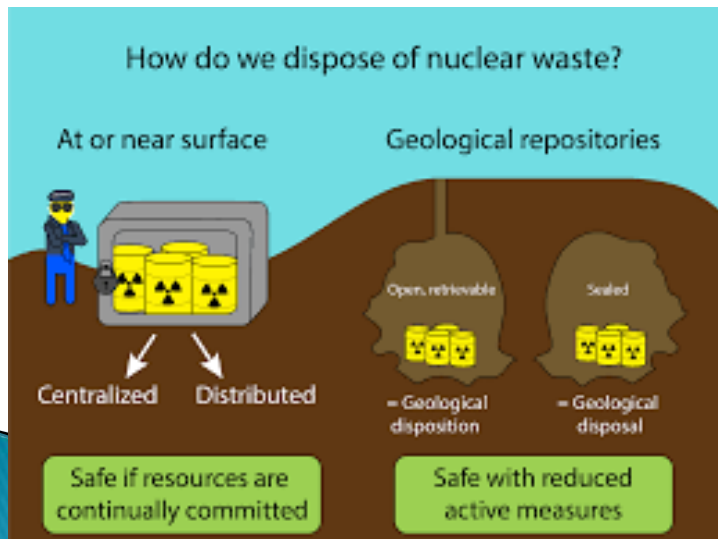 How do we dispose of nuclear waste?
At or near surface
Geological repositories
Open, retrievable
Sealed
Centralized
Distributed
= Geological
disposition
= Geological
disposal
Safe if resources are
continually committed
Safe with reduced
active measures